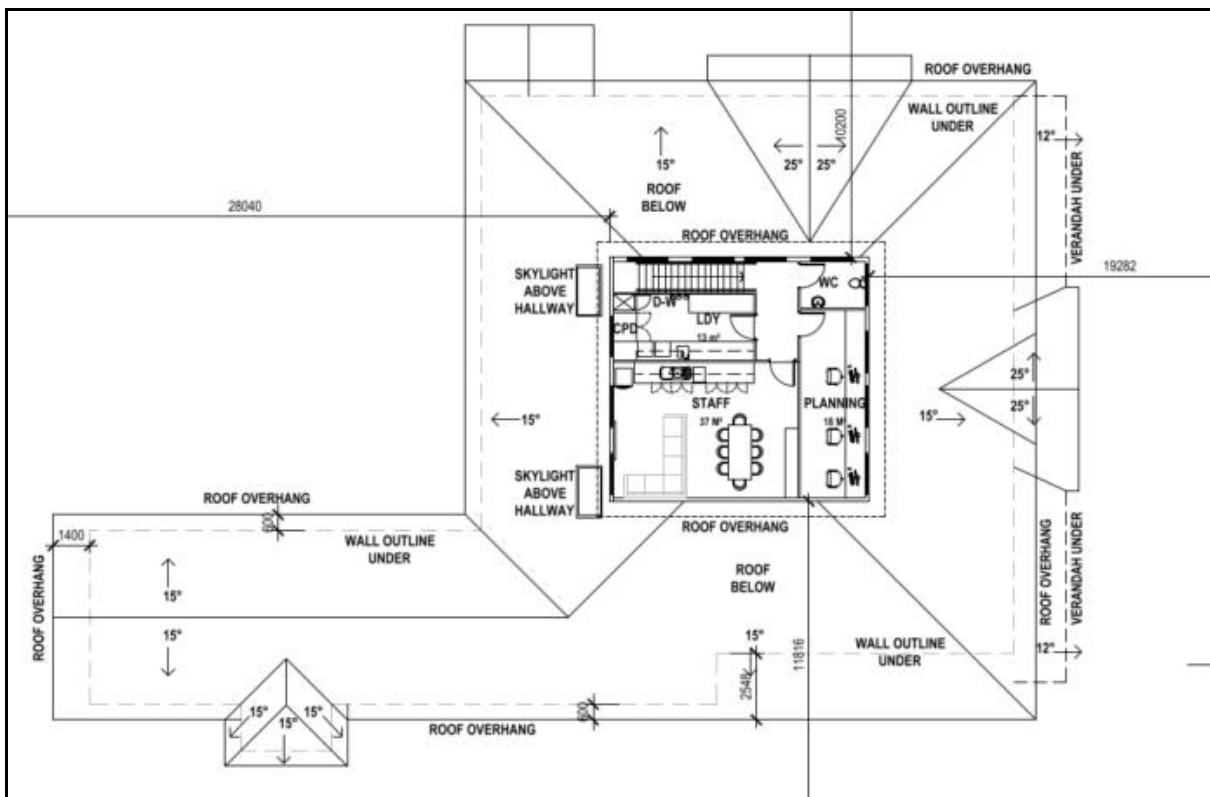 ROOF OVERHANG
WALL OUTLINE
UNDER
10200
12°
15°
25°
25°
ROOF
BELOW
VERANDAH UNDER
28040
ROOF OVERHANG
19282
SKYLIGHT
ABOVE
HALLWAY
WC
D-W
LDY
13 m²
CPD
25°
25°
STAFF
37 M²
PLANNING
15°
15°
SKYLIGHT
ABOVE
HALLWAY
ROOF OVERHANG
600
1400
WALL OUTLINE
UNDER
ROOF OVERHANG
ROOF OVERHANG
VERANDAH UNDER
ROOF
BELOW
15°
15°
ROOF OVERHANG
15°
11816
2548
WALL OUTLINE
UNDER
12°
15°
15°
15°
600
ROOF OVERHANG